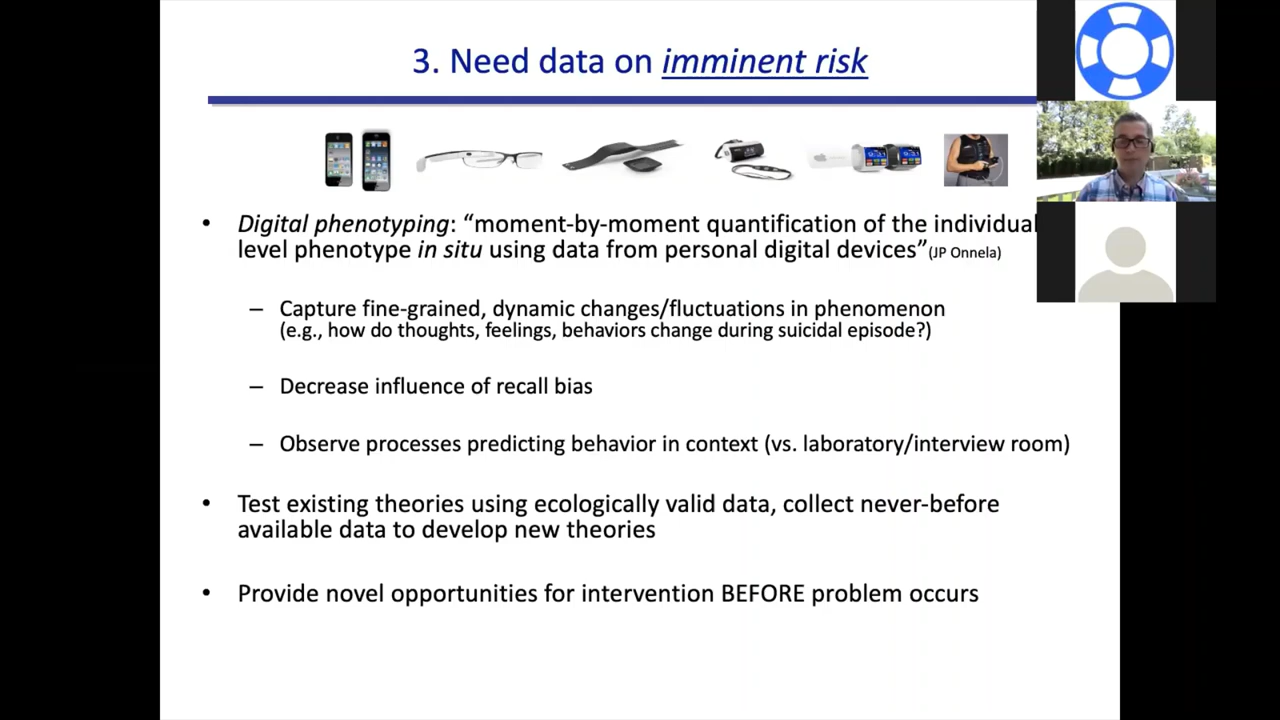 3. Need data on imminent risk
• Digital phenotyping: “moment-by-moment quantification of the individual
level phenotype in situ using data from personal digital devices”(JP Onnela)
– Capture fine-grained, dynamic changes/fluctuations in phenomenon
(e.g., how do thoughts, feelings, behaviors change during suicidal episode?)
– Decrease influence of recall bias
– Observe processes predicting behavior in context (vs. laboratory/interview room)
• Test existing theories using ecologically valid data, collect never-before
available data to develop new theories
• Provide novel opportunities for intervention BEFORE problem occurs